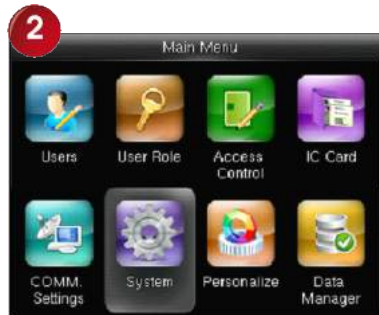 2
Main Menu
Users User Role Access Control IC Card
COMM. Settings System Personalize Data Manager